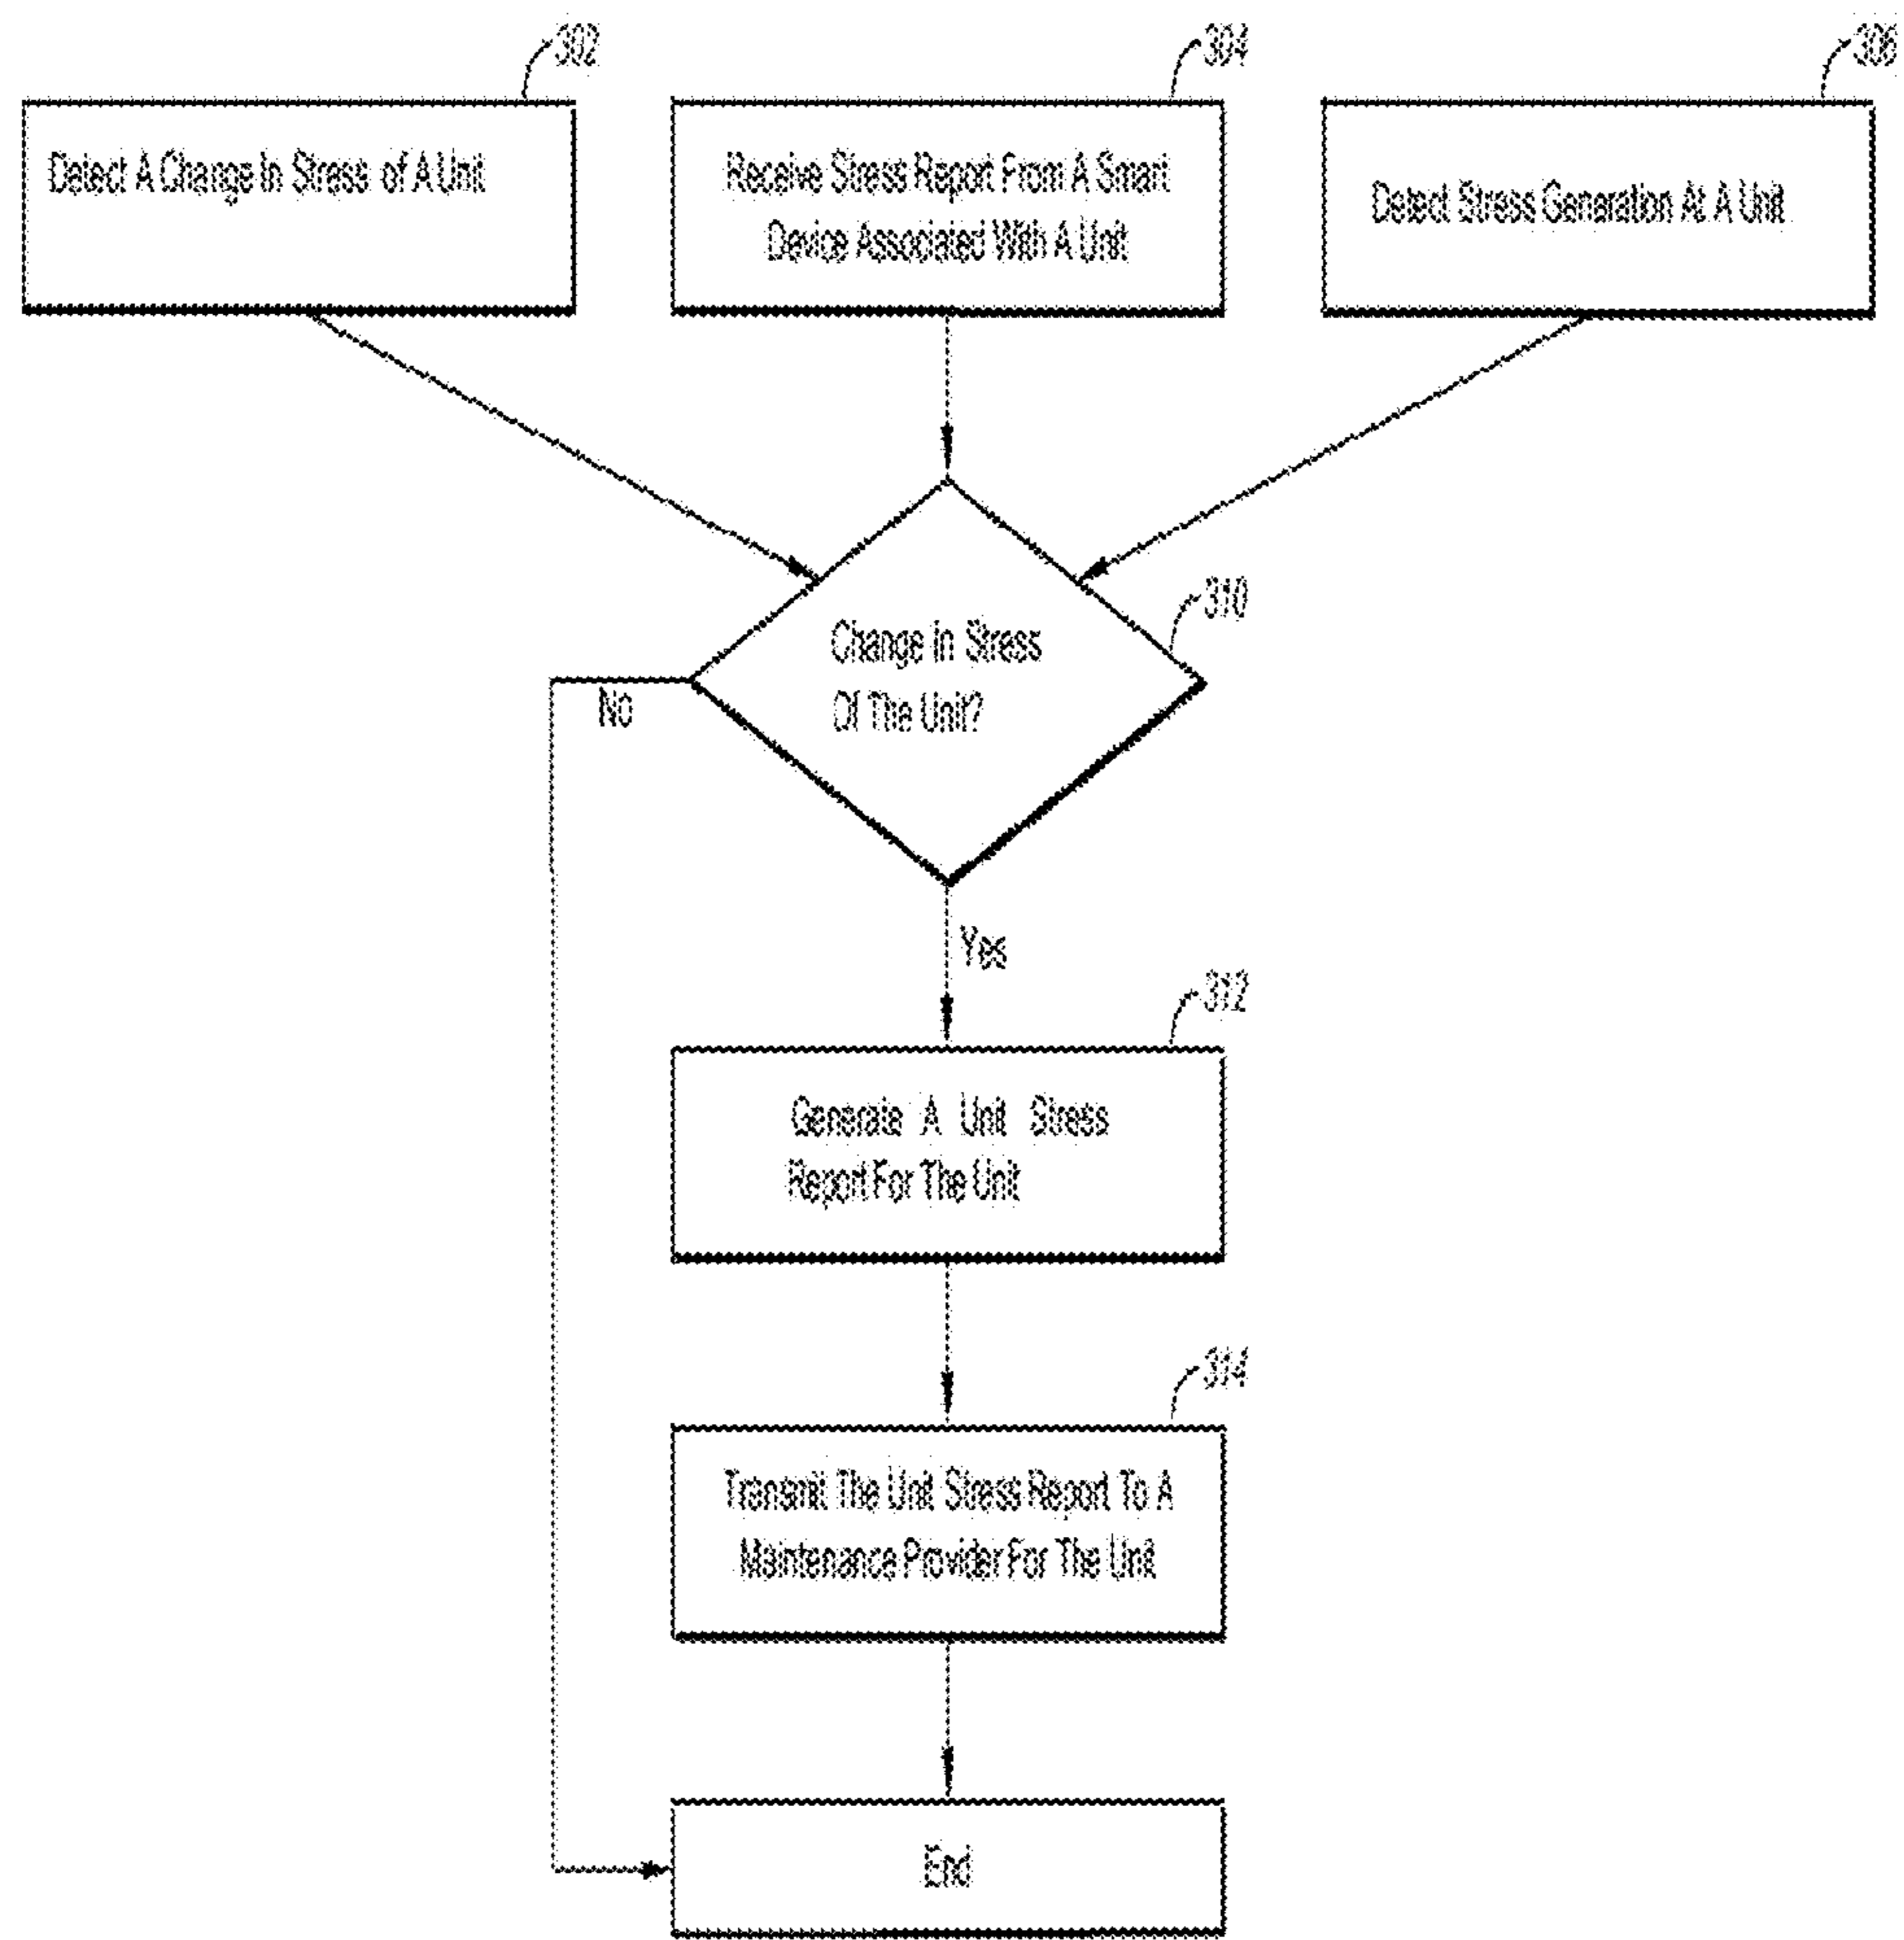 302
304
306
Detect A Change In Stress of A Unit
Receive Stress Report From A Smart
Device Associated With A Unit
Detect Stress Generation At A Unit
310
Change in Stress
Of The Unit?
No
Yes
312
Generate A Unit Stress
Report For The Unit
314
Transmit The Unit Stress Report To A
Maintenance Provider For The Unit
End